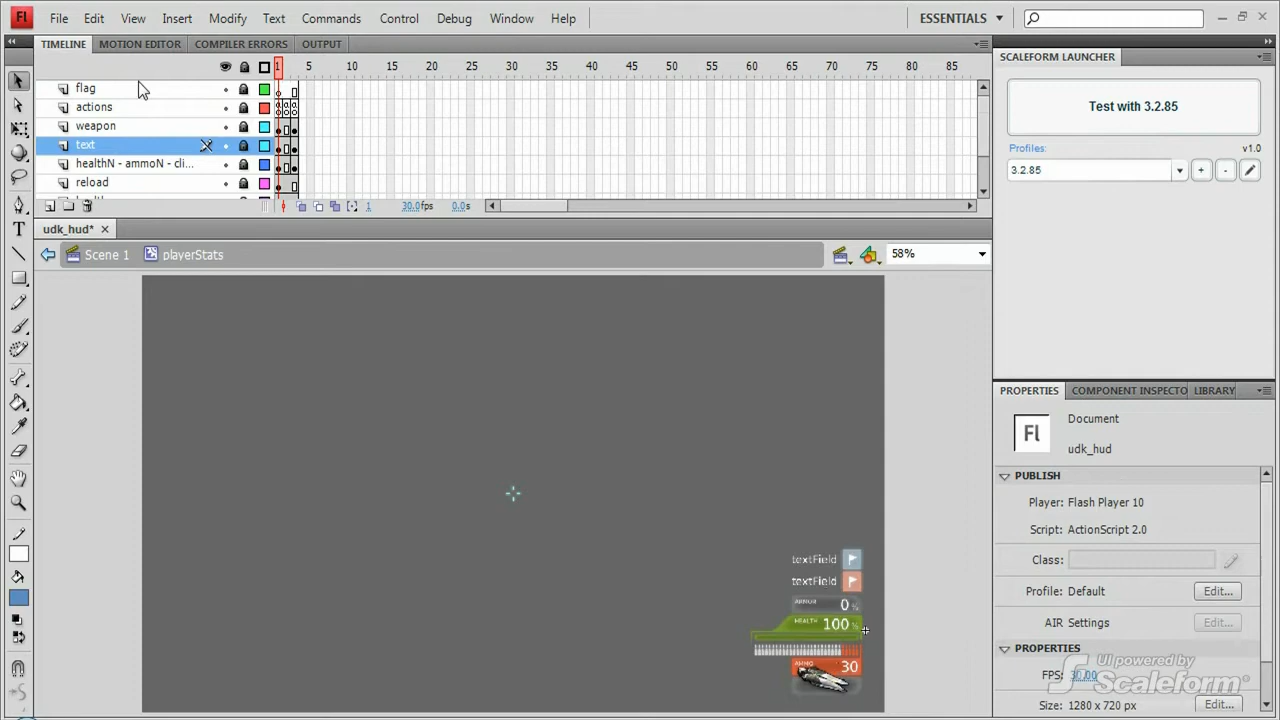 Fl File Edit View Insert Modify Text Commands Control Debug Window Help ESSENTIALS
TIMELINE MOTION EDITOR COMPILER ERRORS OUTPUT
1 5 10 15 20 25 30 35 40 45 50 55 60 65 70 75 80 85
flag
actions
weapon
text
healthN - ammoN - cli...
reload
1 30.0fps 0.0s
udk_hud*
Scene 1 playerStats 58%
textField
textField
ARMOR 0%
HEALTH 100%
AMMO 30
SCALEFORM LAUNCHER
Test with 3.2.85
Profiles: v1.0
3.2.85 + -
PROPERTIES COMPONENT INSPECTO LIBRARY
Fl Document
udk_hud
PUBLISH
Player: Flash Player 10
Script: ActionScript 2.0
Class:
Profile: Default Edit...
AIR Settings Edit...
PROPERTIES
FPS: 30.00
Size: 1280 x 720 px Edit...
UI powered by
Scaleform®